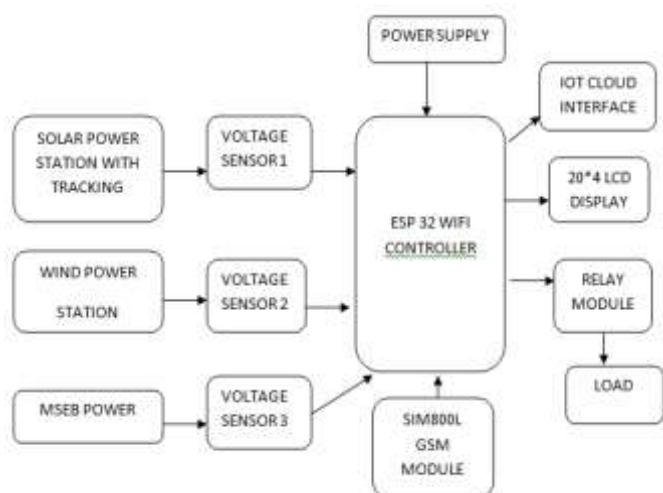 POWER SUPPLY
IOT CLOUD
INTERFACE
SOLAR POWER
STATION WITH
TRACKING
VOLTAGE
SENSOR 1
20*4 LCD
DISPLAY
ESP 32 WIFI
CONTROLLER
WIND POWER
STATION
VOLTAGE
SENSOR 2
RELAY
MODULE
MSEB POWER
VOLTAGE
SENSOR 3
LOAD
SIM800L
GSM
MODULE